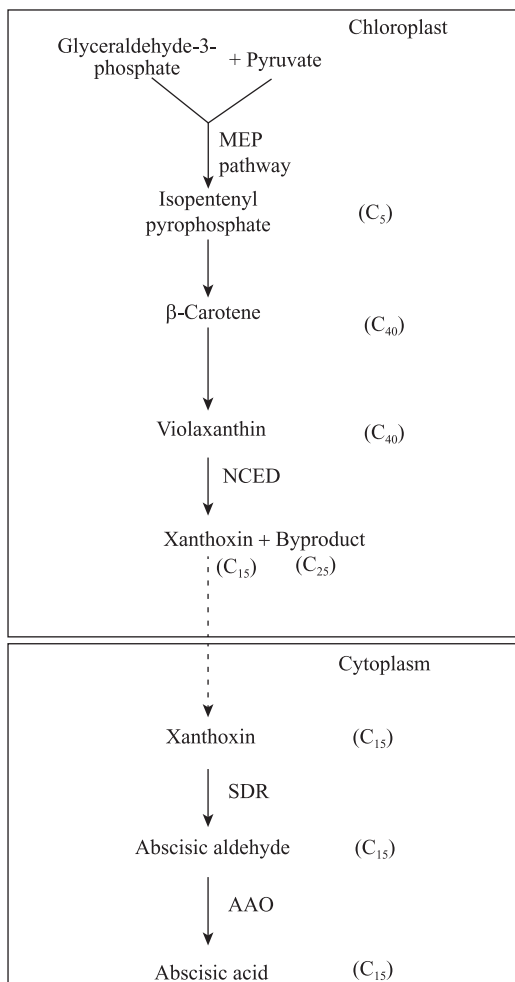 Chloroplast
Glyceraldehyde-3-
phosphate + Pyruvate
MEP
pathway
Isopentenyl
pyrophosphate (C₅)
β-Carotene (C₄₀)
Violaxanthin (C₄₀)
NCED
Xanthoxin + Byproduct
(C₁₅) (C₂₅)
Cytoplasm
Xanthoxin (C₁₅)
SDR
Abscisic aldehyde (C₁₅)
AAO
Abscisic acid (C₁₅)